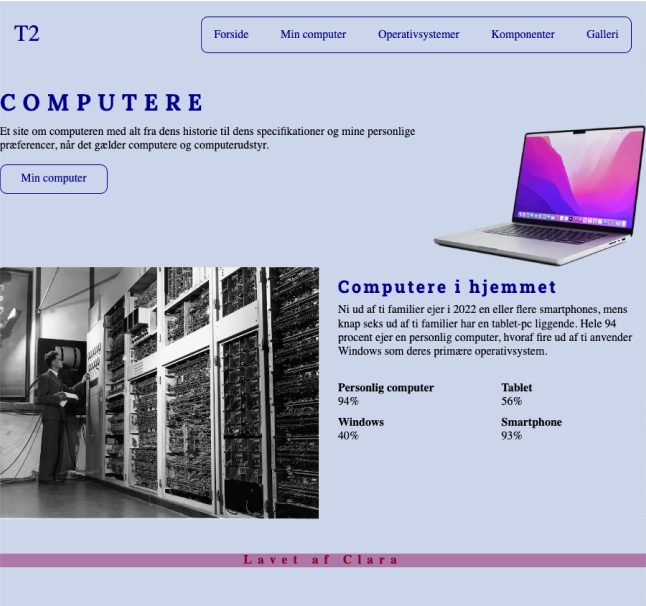 T2
Forside Min computer Operativsystemer Komponenter Galleri
COMPUTERE
Et site om computeren med alt fra dens historie til dens specifikationer og mine personlige
præferencer, når det gælder computere og computerudstyr.
Min computer
Computere i hjemmet
Ni ud af ti familier ejer i 2022 en eller flere smartphones, mens
knap seks ud af ti familier har en tablet-pc liggende. Hele 94
procent ejer en personlig computer, hvoraf fire ud af ti anvender
Windows som deres primære operativsystem.
Personlig computer Tablet
94% 56%
Windows Smartphone
40% 93%
Lavet af Clara